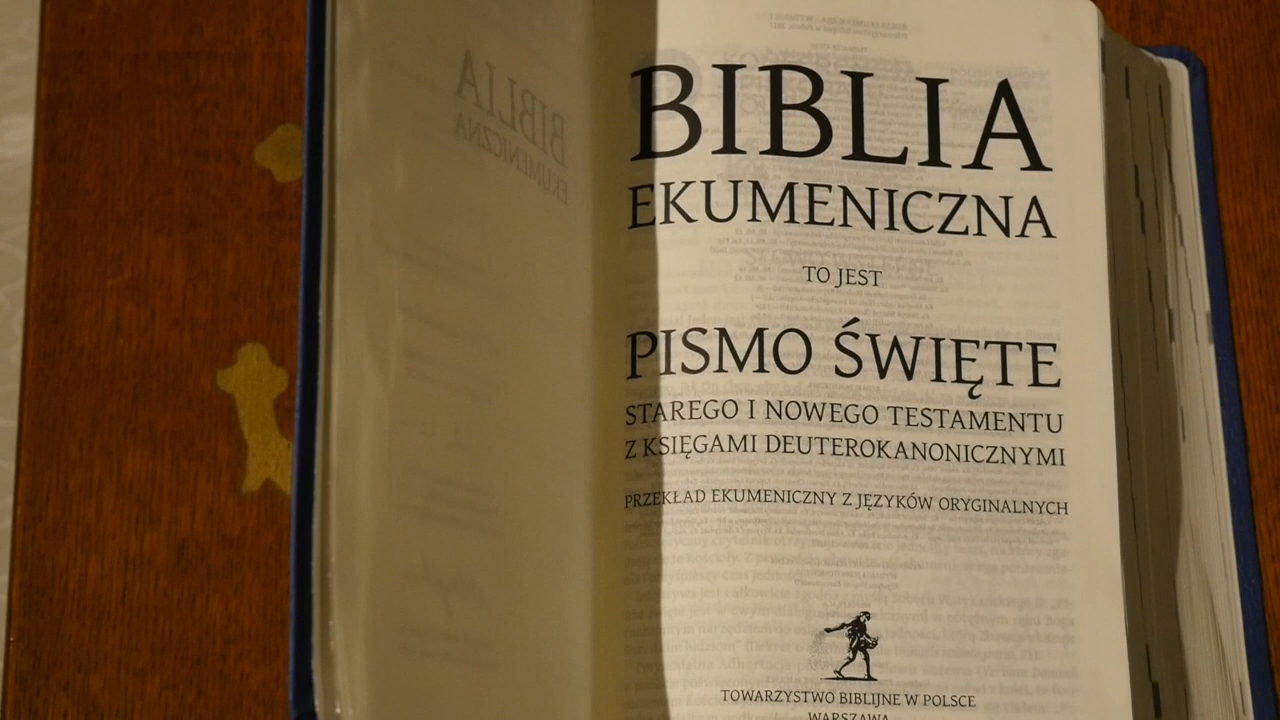 BIBLIA
EKUMENICZNA
TO JEST
PISMO ŚWIĘTE
STAREGO I NOWEGO TESTAMENTU
Z KSIĘGAMI DEUTEROKANONICZNYMI
PRZEKŁAD EKUMENICZNY Z JĘZYKÓW ORYGINALNYCH
TOWARZYSTWO BIBLIJNE W POLSCE
WARSZAWA